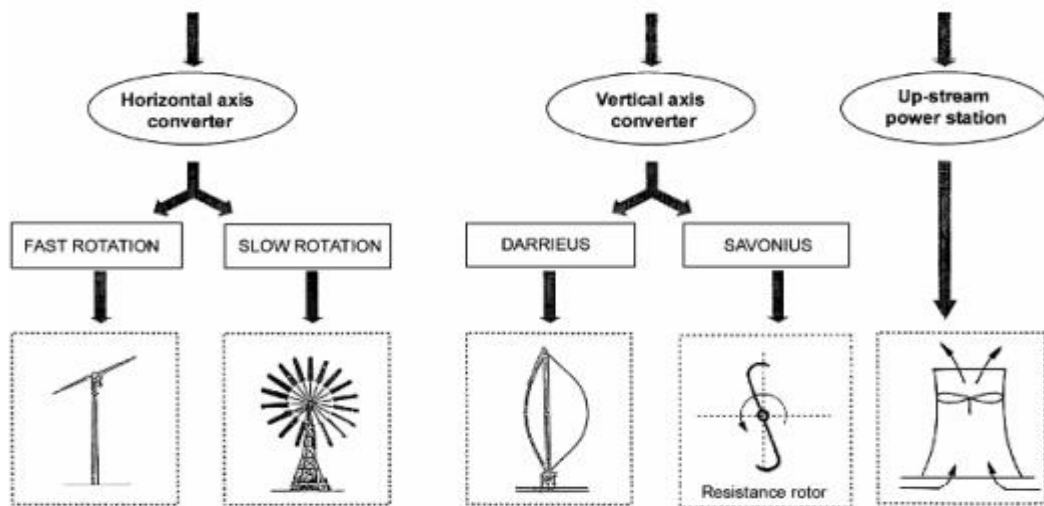 Horizontal axis
converter
Vertical axis
converter
Up-stream
power station
FAST ROTATION
SLOW ROTATION
DARRIEUS
SAVONIUS
Resistance rotor